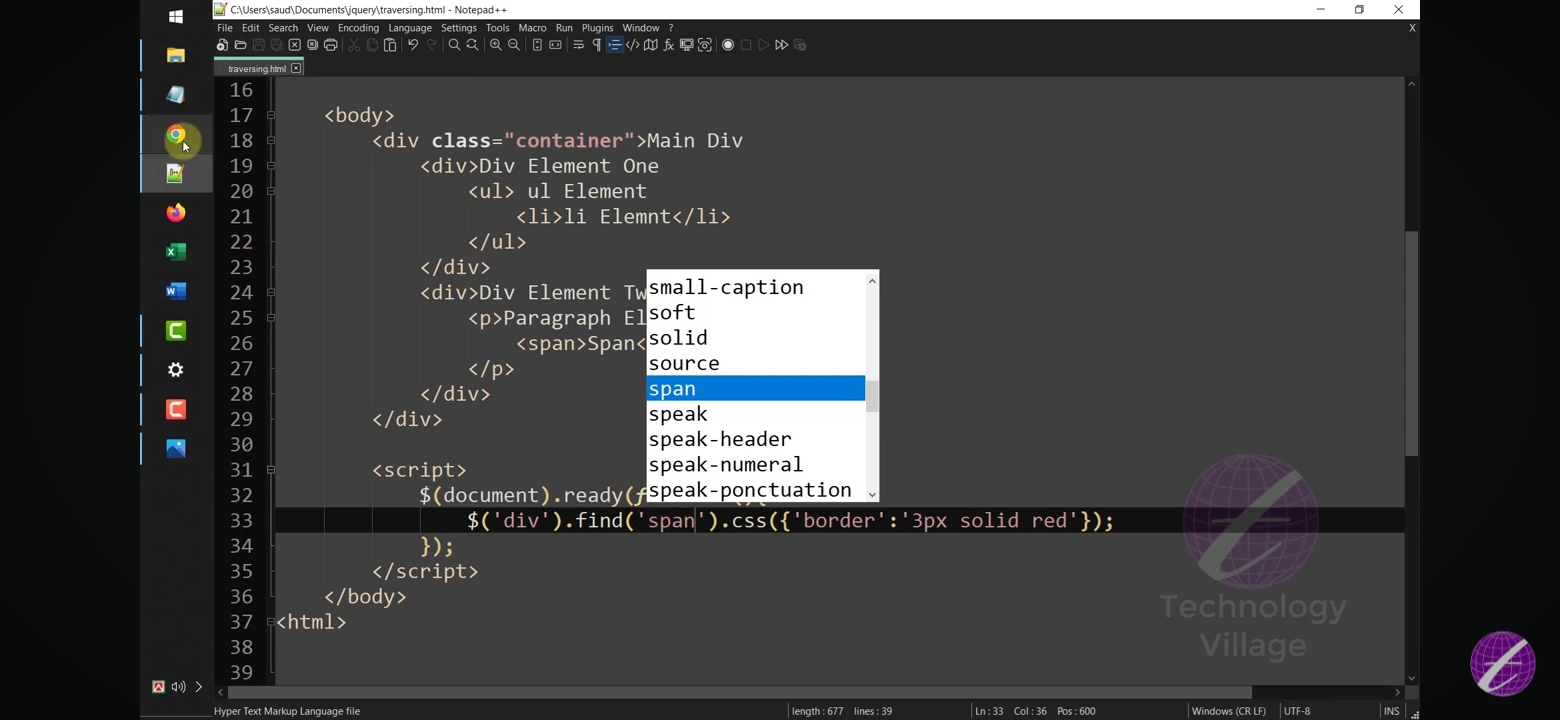 C:\Users\saud\Documents\jquery\traversing.html - Notepad++
File Edit Search View Encoding Language Settings Tools Macro Run Plugins Window ? X
traversing.html
16
17 <body>
18 <div class="container">Main Div
19 <div>Div Element One
20 <ul> ul Element
21 <li>li Elemnt</li>
22 </ul>
23 </div>
24 <div>Div Element Tw
25 <p>Paragraph El
26 <span>Span<
27 </p>
28 </div>
29 </div>
30
31 <script>
32 $(document).ready(f
33 $('div').find('span').css({'border':'3px solid red'});
34 });
35 </script>
36 </body>
37 <html>
38
39
small-caption
soft
solid
source
span
speak
speak-header
speak-numeral
speak-ponctuation
Technology
Village
Hyper Text Markup Language file length : 677 lines : 39 Ln : 33 Col : 36 Pos : 600 Windows (CR LF) UTF-8 INS